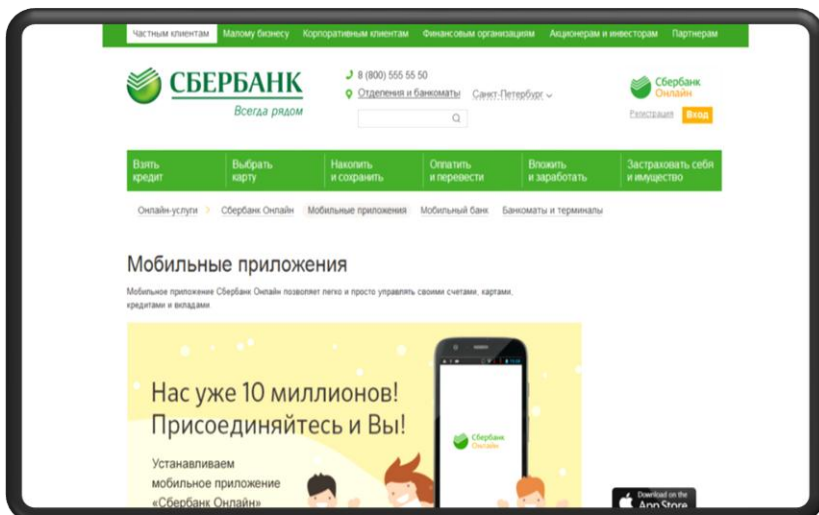 Частным клиентам Малому бизнесу Корпоративным клиентам Финансовым организациям Акционерам и инвесторам Партнерам
СБЕРБАНК
Всегда рядом
8 (800) 555 55 50
Отделения и банкоматы Санкт-Петербург
Сбербанк
Онлайн
Регистрация Вход
Взять
кредит
Выбрать
карту
Накопить
и сохранить
Оплатить
и перевести
Вложить
и заработать
Застраховать себя
и имущество
Онлайн-услуги Сбербанк Онлайн Мобильные приложения Мобильный банк Банкоматы и терминалы
Мобильные приложения
Мобильное приложение Сбербанк Онлайн позволяет легко и просто управлять своими счетами, картами,
кредитами и вкладами
Нас уже 10 миллионов!
Присоединяйтесь и Вы!
Устанавливаем
мобильное приложение
«Сбербанк Онлайн»
Сбербанк
Онлайн
Download on the
App Store